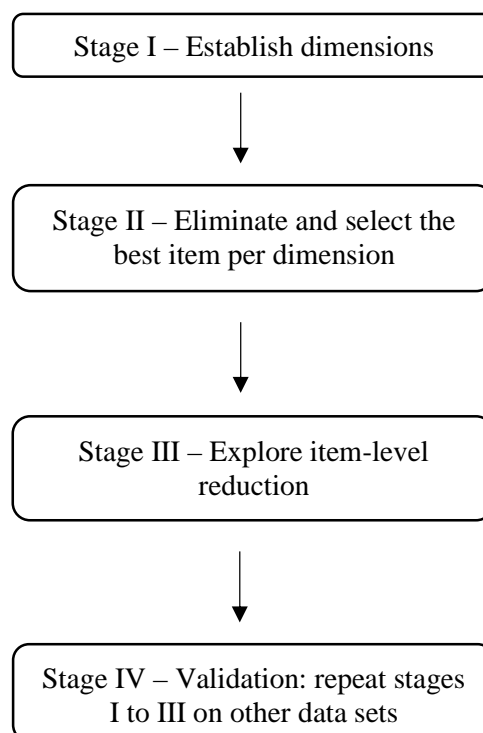 Stage I – Establish dimensions
Stage II – Eliminate and select the
best item per dimension
Stage III – Explore item-level
reduction
Stage IV – Validation: repeat stages
I to III on other data sets